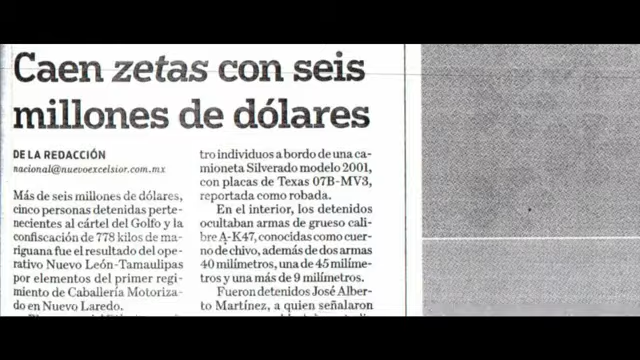 Caen zetas con seis
millones de dólares
DE LA REDACCIÓN
nacional@nuevoexcelsior.com.mx
Más de seis millones de dólares,
cinco personas detenidas perte-
necientes al cártel del Golfo y la
confiscación de 778 kilos de ma-
riguana fue el resultado del ope-
rativo Nuevo León-Tamaulipas
por elementos del primer regi-
miento de Caballería Motoriza-
do en Nuevo Laredo.
tro individuos a bordo de una ca-
mioneta Silverado modelo 2001,
con placas de Texas 07B-MV3,
reportada como robada.
En el interior, los detenidos
ocultaban armas de grueso cali-
bre A-K47, conocidas como cuer-
no de chivo, además de dos armas
40 milímetros, una de 45 milíme-
tros y una más de 9 milímetros.
Fueron detenidos José Alber-
to Martínez, a quien señalaron